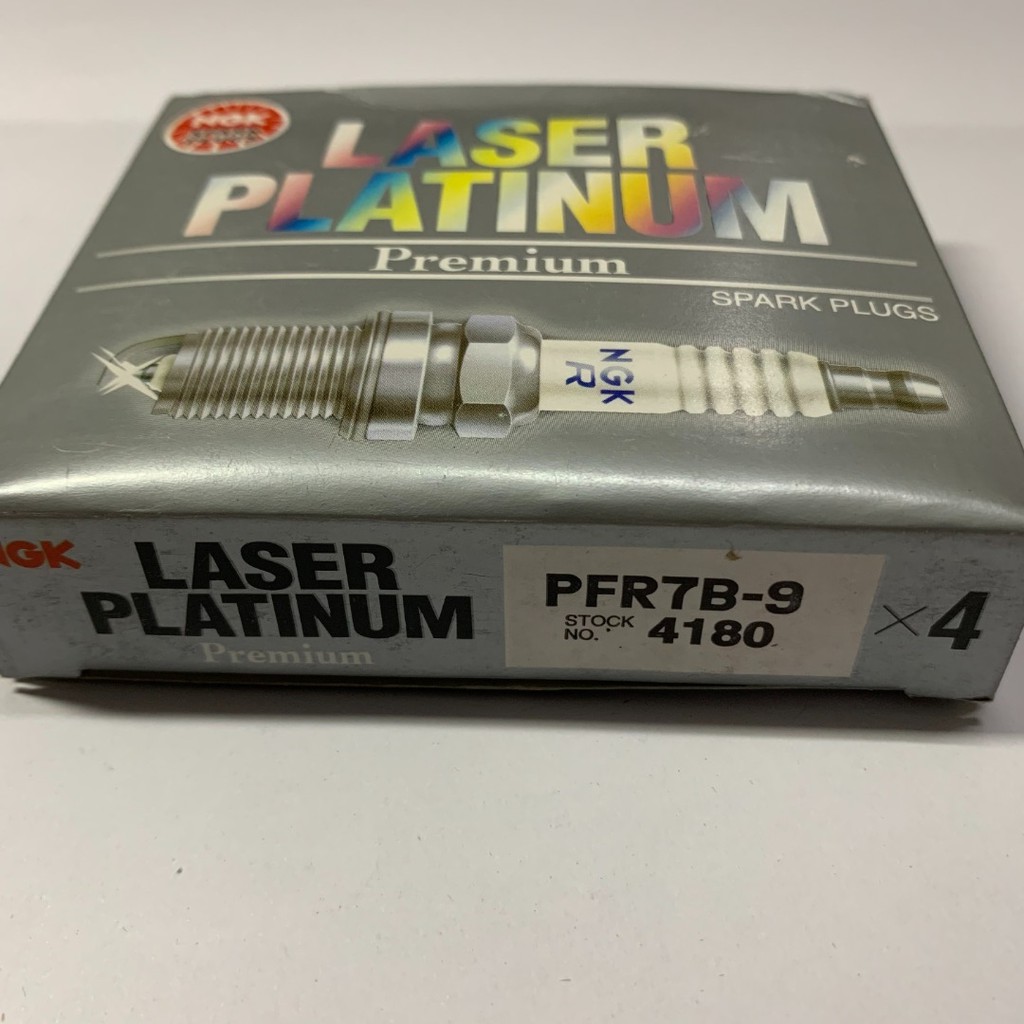 NGK
LASER
PLATINUM
Premium
SPARK PLUGS
NGK
R
NGK
LASER
PLATINUM
Premium
PFR7B-9
STOCK
NO. 4180
×4